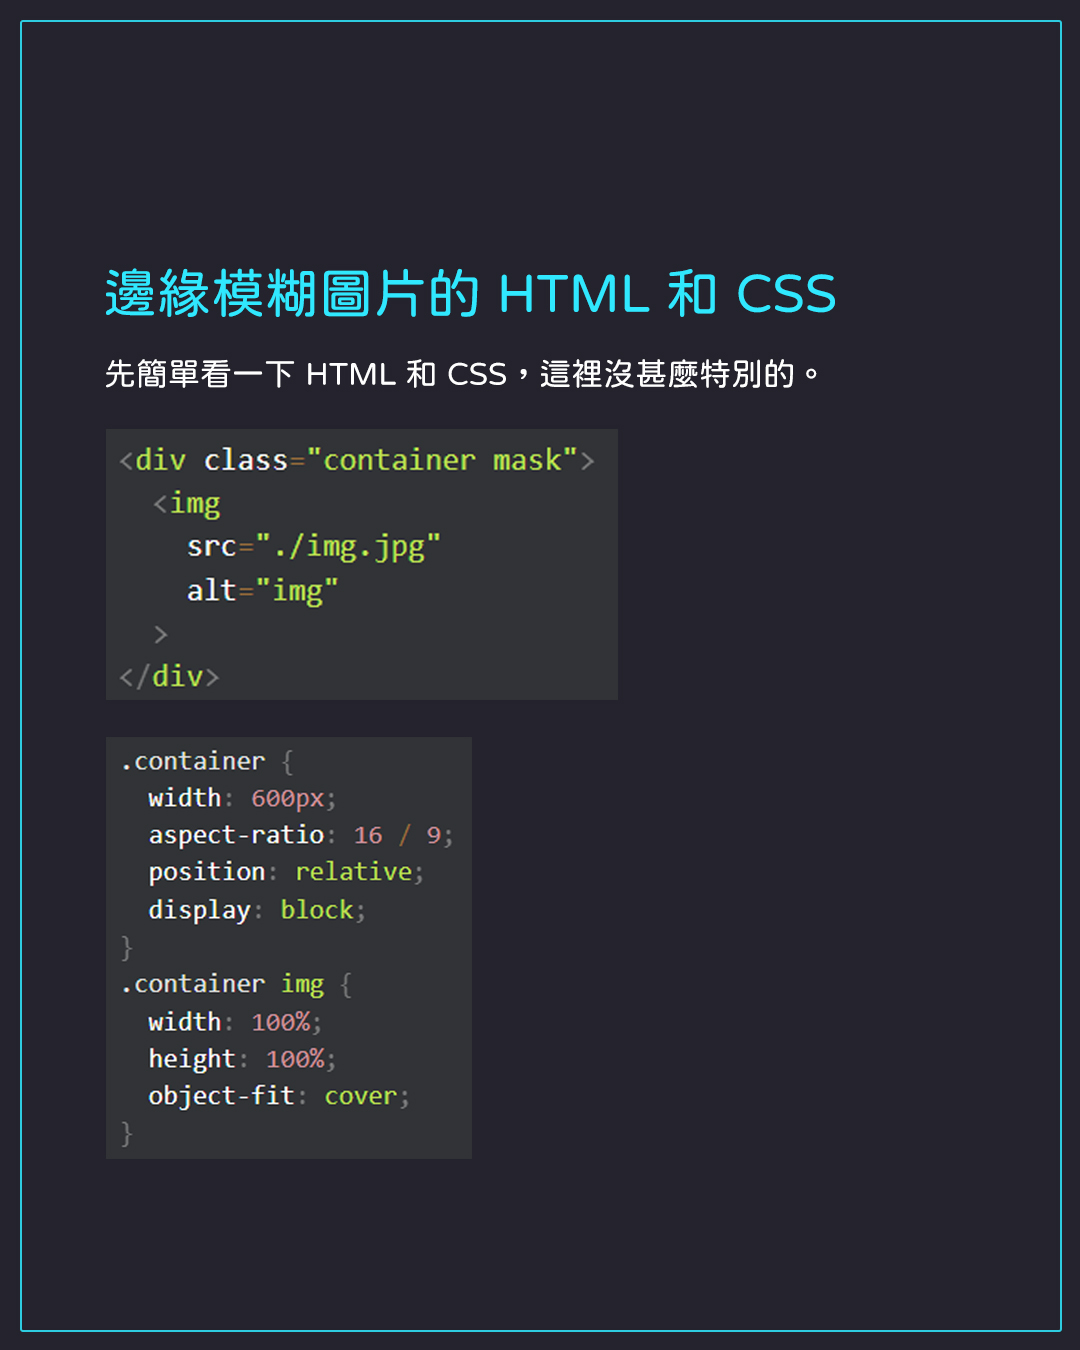 邊緣模糊圖片的 HTML 和 CSS
先簡單看一下 HTML 和 CSS，這裡沒甚麼特別的。
<div class="container mask">
  <img
    src="./img.jpg"
    alt="img"
  >
</div>
.container {
  width: 600px;
  aspect-ratio: 16 / 9;
  position: relative;
  display: block;
}
.container img {
  width: 100%;
  height: 100%;
  object-fit: cover;
}